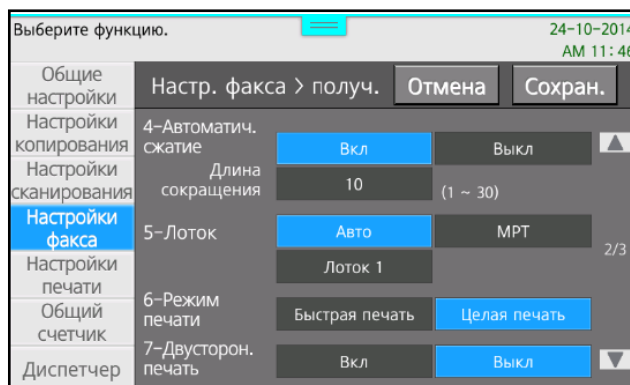 Выберите функцию.
24-10-2014
AM 11:46
Общие
настройки
Настройки
копирования
Настройки
сканирования
Настройки
факса
Настройки
печати
Общий
счетчик
Диспетчер
Настр. факса > получ.
Отмена
Сохран.
4-Автоматич.
сжатие
Вкл
Выкл
Длина
сокращения
10
(1 ~ 30)
5-Лоток
Авто
МРТ
Лоток 1
2/3
6-Режим
печати
Быстрая печать
Целая печать
7-Двусторон.
печать
Вкл
Выкл